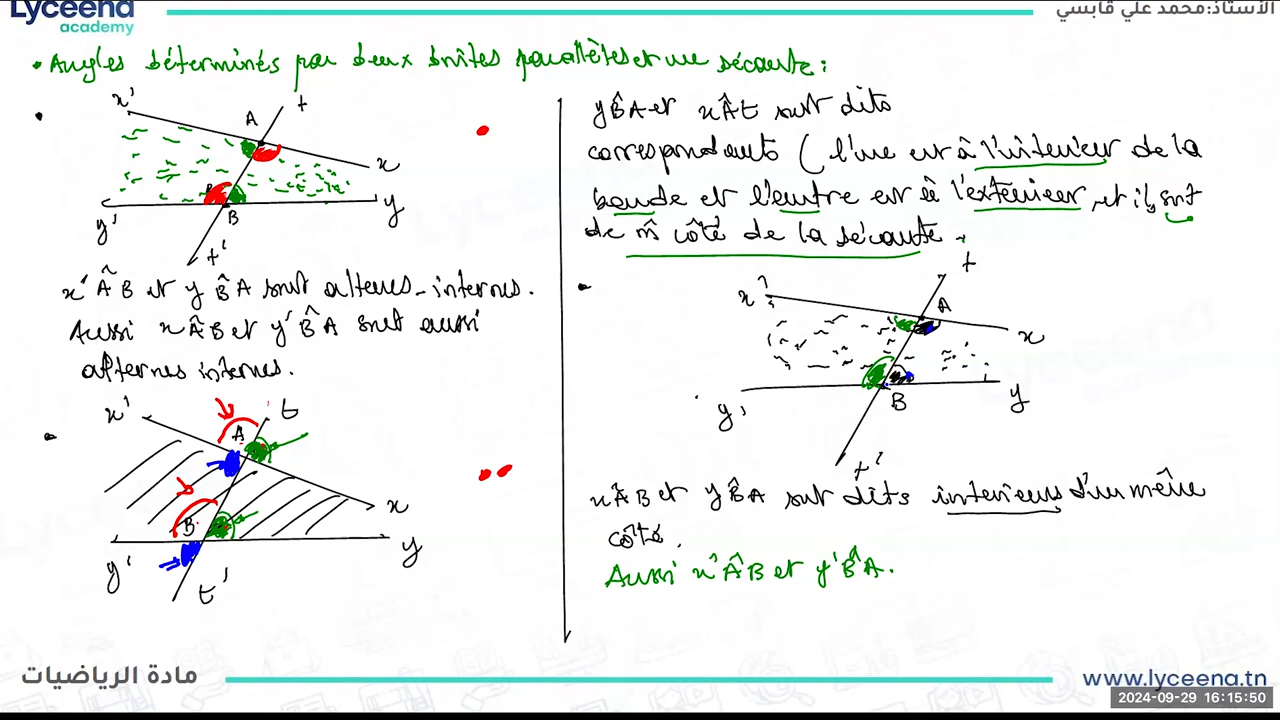 Lyceena
academy
الأستاذ:محمد علي قابسي
• Angles déterminés par deux droites parallèles et une sécante :
x'
t
A
x
y'
B
y
t'
x'ÂB et yB̂A sont alternes-internes.
Aussi xÂB et y'B̂A sont aussi
alternes internes.
x'
t
A
B
x
y'
y
t'
yB̂A et xÂt sont dits
correspondants ( l'une est à l'intérieur de la
bande et l'autre est à l'extérieur et ils sont
de m̂ côté de la sécante.
t
x'
A
x
y'
B
y
t'
xÂB et yB̂A sont dits interieurs d'un même
côté.
Aussi x'ÂB et y'B̂A.
مادة الرياضيات
www.lyceena.tn
2024-09-29 16:15:50